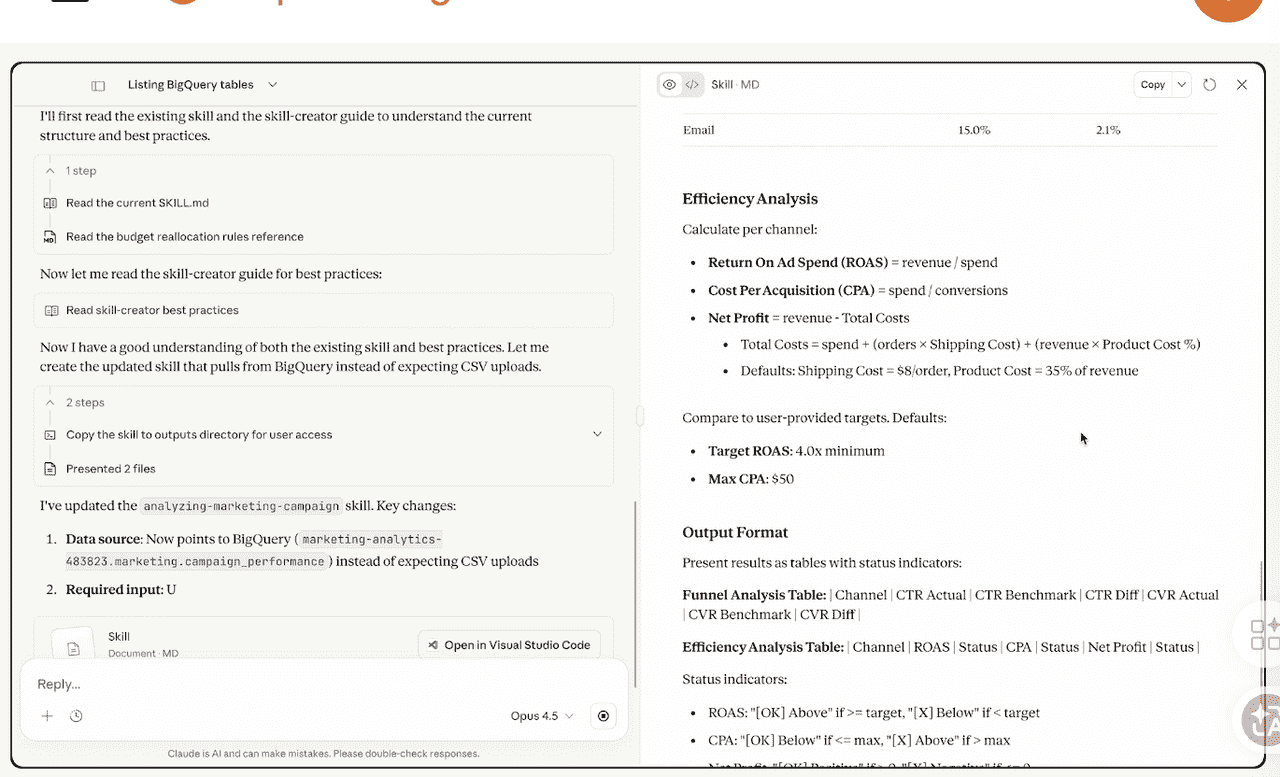 Listing BigQuery tables
I'll first read the existing skill and the skill-creator guide to understand the current
structure and best practices.
1 step
Read the current SKILL.md
MD
Read the budget reallocation rules reference
Now let me read the skill-creator guide for best practices:
Read skill-creator best practices
Now I have a good understanding of both the existing skill and best practices. Let me
create the updated skill that pulls from BigQuery instead of expecting CSV uploads.
2 steps
Copy the skill to outputs directory for user access
Presented 2 files
I've updated the analyzing-marketing-campaign skill. Key changes:
1. Data source: Now points to BigQuery ( marketing-analytics-
483823.marketing.campaign_performance ) instead of expecting CSV uploads
2. Required input: U
Skill
Document · MD
Open in Visual Studio Code
Reply...
Opus 4.5
Claude is AI and can make mistakes. Please double-check responses.
</> Skill · MD
Copy
Email 15.0% 2.1%
Efficiency Analysis
Calculate per channel:
• Return On Ad Spend (ROAS) = revenue / spend
• Cost Per Acquisition (CPA) = spend / conversions
• Net Profit = revenue - Total Costs
• Total Costs = spend + (orders × Shipping Cost) + (revenue × Product Cost %)
• Defaults: Shipping Cost = $8/order, Product Cost = 35% of revenue
Compare to user-provided targets. Defaults:
• Target ROAS: 4.0x minimum
• Max CPA: $50
Output Format
Present results as tables with status indicators:
Funnel Analysis Table: | Channel | CTR Actual | CTR Benchmark | CTR Diff | CVR Actual
| CVR Benchmark | CVR Diff |
Efficiency Analysis Table: | Channel | ROAS | Status | CPA | Status | Net Profit | Status |
Status indicators:
• ROAS: "[OK] Above" if >= target, "[X] Below" if < target
• CPA: "[OK] Below" if <= max, "[X] Above" if > max